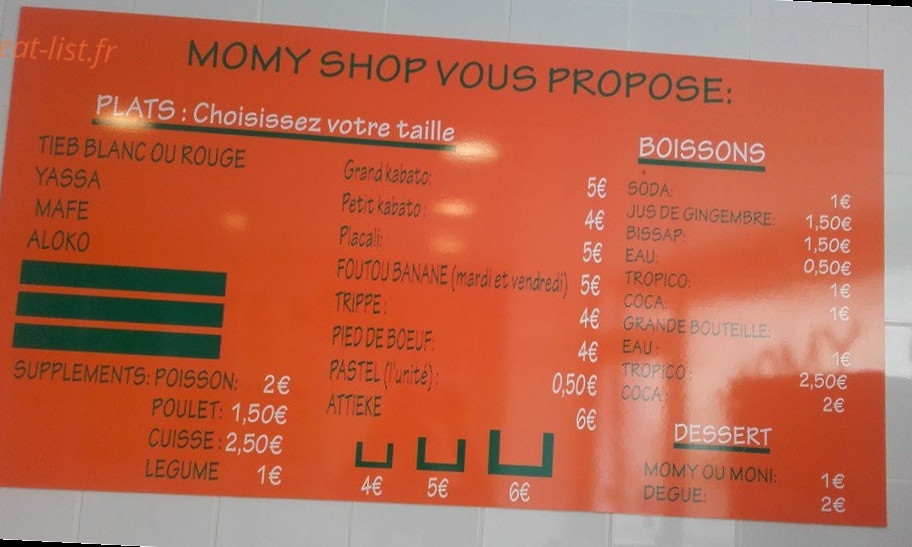 eat-list.fr
MOMY SHOP VOUS PROPOSE:
PLATS : Choisissez votre taille
TIEB BLANC OU ROUGE
YASSA
MAFE
ALOKO
SUPPLEMENTS: POISSON: 2€
POULET: 1,50€
CUISSE: 2,50€
LEGUME 1€
Grand kabato: 5€
Petit kabato: 4€
Placali: 5€
FOUTOU BANANE (mardi et vendredi) 5€
TRIPPE: 4€
PIED DE BOEUF: 4€
PASTEL (l'unité): 0,50€
ATTIEKE 6€
4€ 5€ 6€
BOISSONS
SODA: 1€
JUS DE GINGEMBRE: 1,50€
BISSAP: 1,50€
EAU: 0,50€
TROPICO: 1€
COCA: 1€
GRANDE BOUTEILLE:
EAU: 1€
TROPICO: 2,50€
COCA: 2€
DESSERT
MOMY OU MONI: 1€
DEGUE: 2€